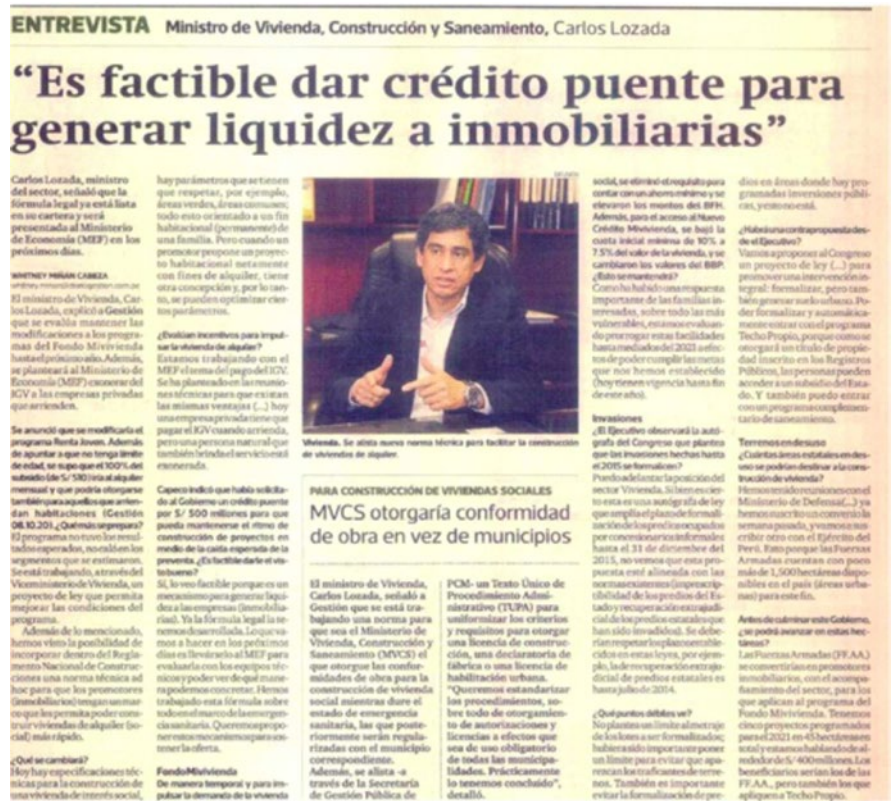 ENTREVISTA Ministro de Vivienda, Construcción y Saneamiento, Carlos Lozada
“Es factible dar crédito puente para
generar liquidez a inmobiliarias”
Carlos Lozada, ministro
del sector, señaló que la
fórmula legal ya está lista
en su cartera y será
presentada al Ministerio
de Economía (MEF) en los
próximos días.
WHITNEY MIÑÁN CABEZA
El ministro de Vivienda, Car-
los Lozada, explicó a Gestión
que se evalúa mantener las
modificaciones a los progra-
mas del Fondo Mivivienda
hasta el próximo año. Además,
se planteará al Ministerio de
Economía (MEF) exonerar del
IGV a las empresas privadas
que arrienden.
Se anunció que se modificaría el
programa Renta Joven. Además
de apuntar a que no tenga límite
de edad, se supo que el 100% del
subsidio (de S/ 510) iría al alquiler
mensual y que podría otorgarse
también para aquellos que arrien-
dan habitaciones (Gestión
08.10.20). ¿Qué más se prepara?
El programa no tuvo los resul-
tados esperados, no caló en los
segmentos que se estimaron.
Se está trabajando, a través del
Viceministerio de Vivienda, un
proyecto de ley que permita
mejorar las condiciones del
programa.
Además de lo mencionado,
hemos visto la posibilidad de
incorporar dentro del Regla-
mento Nacional de Construc-
ciones una norma técnica ad
hoc para que los promotores
(inmobiliarios) tengan un mar-
co que les permita poder cons-
truir viviendas de alquiler (so-
cial) más rápido.
¿Qué se cambiará?
Hoy hay especificaciones téc-
nicas para la construcción de
una vivienda de interés social,
hay parámetros que se tienen
que respetar, por ejemplo,
áreas verdes, áreas comunes;
todo esto orientado a un fin
habitacional (permanente) de
una familia. Pero cuando un
promotor propone un proyec-
to habitacional netamente
con fines de alquiler, tiene
otra concepción y, por lo tan-
to, se pueden optimizar cier-
tos parámetros.
¿Evalúan incentivos para impul-
sar la vivienda de alquiler?
Estamos trabajando con el
MEF el tema del pago del IGV.
Se ha planteado en las reunio-
nes técnicas para que existan
las mismas ventajas (...) hoy
una empresa privada tiene que
pagar el IGV cuando arrienda,
pero una persona natural que
también brinda el servicio está
exonerada.
Capeco indicó que había solicita-
do al Gobierno un crédito puente
por S/ 500 millones para que
pueda mantenerse el ritmo de
construcción de proyectos en
medio de la caída esperada de la
preventa. ¿Es factible darle el vis-
to bueno?
Sí, lo veo factible porque es un
mecanismo para generar liqui-
dez a las empresas (inmobilia-
rias). Ya la fórmula legal la te-
nemos desarrollada. Lo que va-
mos a hacer en los próximos
días es llevárselo al MEF para
evaluarla con los equipos téc-
nicos y poder ver de qué mane-
ra podemos concretar. Hemos
trabajado esta fórmula sobre
todo en el marco de la emergen-
cia sanitaria. Queremos propo-
ner estos mecanismos para sos-
tener la oferta.
Fondo Mivivienda
De manera temporal y para im-
pulsar la demanda de la vivienda
Vivienda. Se alista nueva norma técnica para facilitar la construcción
de viviendas de alquiler.
PARA CONSTRUCCIÓN DE VIVIENDAS SOCIALES
MVCS otorgaría conformidad
de obra en vez de municipios
El ministro de Vivienda,
Carlos Lozada, señaló a
Gestión que se está tra-
bajando una norma para
que sea el Ministerio de
Vivienda, Construcción y
Saneamiento (MVCS) el
que otorgue las confor-
midades de obra para la
construcción de vivienda
social mientras dure el
estado de emergencia
sanitaria, las que poste-
riormente serán regula-
rizadas con el municipio
correspondiente.
Además, se alista -a
través de la Secretaría
de Gestión Pública de
PCM- un Texto Único de
Procedimiento Admi-
nistrativo (TUPA) para
uniformizar los criterios
y requisitos para otorgar
una licencia de construc-
ción, una declaratoria de
fábrica o una licencia de
habilitación urbana.
“Queremos estandarizar
los procedimientos, so-
bre todo de otorgamien-
to de autorizaciones y
licencias a efectos que
sea de uso obligatorio
de todas las municipa-
lidades. Prácticamente
lo tenemos concluido”,
detalló.
social, se eliminó el requisito para
contar con un ahorro mínimo y se
elevaron los montos del BFH.
Además, para el acceso al Nuevo
Crédito Mivivienda, se bajó la
cuota inicial mínima de 10% a
7.5% del valor de la vivienda, y se
cambiaron los valores del BBP.
¿Esto se mantendrá?
Como ha habido una respuesta
importante de las familias in-
teresadas, sobre todo las más
vulnerables, estamos evaluan-
do prorrogar estas facilidades
hasta mediados del 2021 a efec-
tos de poder cumplir las metas
que nos hemos establecido
(hoy tienen vigencia hasta fin
de este año).
Invasiones
¿El Ejecutivo observará la autó-
grafa del Congreso que plantea
que las invasiones hechas hasta
el 2015 se formalicen?
Puedo adelantar la posición del
sector Vivienda. Si bien es cier-
to esta es una autógrafa de ley
que amplía el plazo de formali-
zación de los predios ocupados
por concesionarios informales
hasta el 31 de diciembre del
2015, no vemos que esta pro-
puesta esté alineada con las
normas existentes (imprescrip-
tibilidad de los predios del Es-
tado y recuperación extrajudi-
cial de los predios estatales que
han sido invadidos). Se debe-
rían respetar los plazos estable-
cidos en estas leyes, por ejem-
plo, la de recuperación extraju-
dicial de predios estatales es
hasta julio de 2014.
¿Qué puntos débiles ve?
No plantea un límite al metraje
de los lotes a ser formalizados;
hubiera sido importante poner
un límite para evitar que apa-
rezcan los traficantes de terre-
nos. También es importante
evitar la formalización de pre-
dios en áreas donde hay pro-
gramadas inversiones públi-
cas, y esto no está.
¿Habrá una contrapropuesta des-
de el Ejecutivo?
Vamos a proponer al Congreso
un proyecto de ley (...) para
promover una intervención in-
tegral: formalizar, pero tam-
bién generar suelo urbano. Po-
der formalizar y automática-
mente entrar con el programa
Techo Propio, porque como se
otorgará un título de propie-
dad inscrito en los Registros
Públicos, las personas pueden
acceder a un subsidio del Esta-
do. Y también puedo entrar
con un programa complemen-
tario de saneamiento.
Terrenos en desuso
¿Cuántas áreas estatales en des-
uso se podrían destinar a la cons-
trucción de vivienda?
Hemos tenido reuniones con el
Ministerio de Defensa (...) ya
hemos suscrito un convenio la
semana pasada, y vamos a sus-
cribir otro con el Ejército del
Perú. Esto porque las Fuerzas
Armadas cuentan con poco
más de 1,500 hectáreas dispo-
nibles en el país (áreas urba-
nas) para este fin.
Antes de culminar este Gobierno,
¿se podrá avanzar en estas hec-
táreas?
Las Fuerzas Armadas (FF.AA.)
se convertirían en promotores
inmobiliarios, con el acompa-
ñamiento del sector, para los
que aplican al programa del
Fondo Mivivienda. Tenemos
cinco proyectos programados
para el 2021 en 45 hectáreas en
total y estamos hablando de al-
rededor de S/ 400 millones. Los
beneficiarios serían los de las
FF.AA., pero también los que
apliquen a Techo Propio.